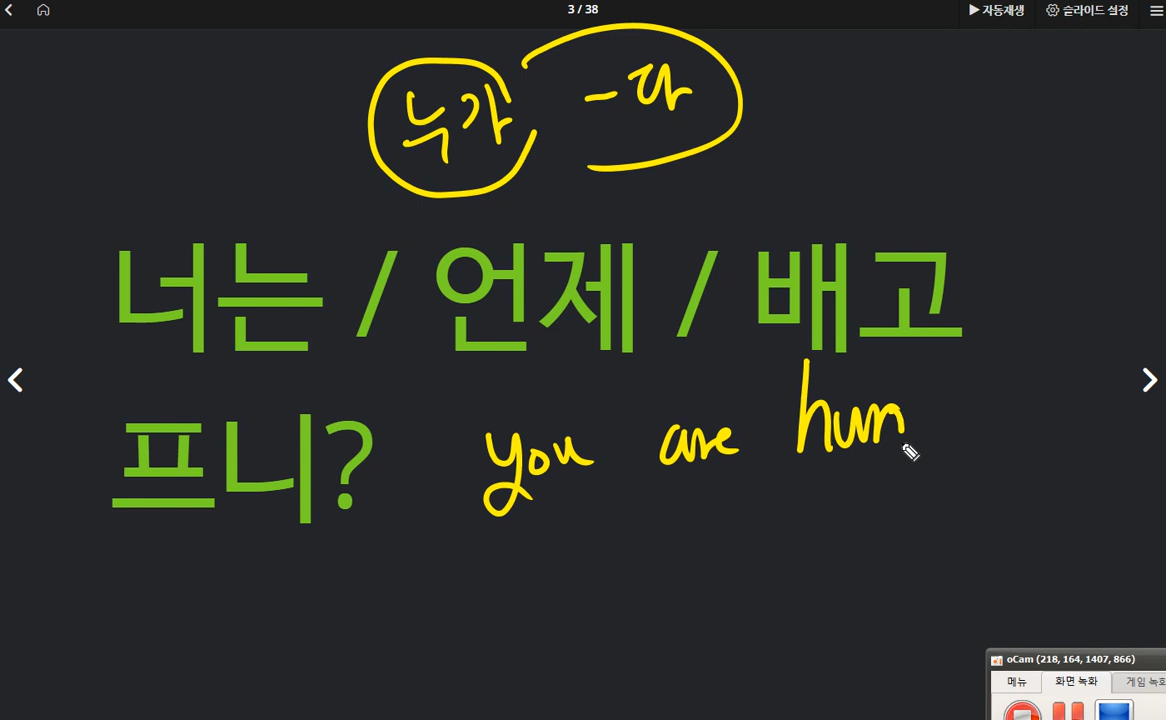 3 / 38
자동재생
슬라이드 설정
누가
-다
너는 / 언제 / 배고
프니?
you are hun
oCam (218, 164, 1407, 866)
메뉴
화면 녹화
게임 녹화